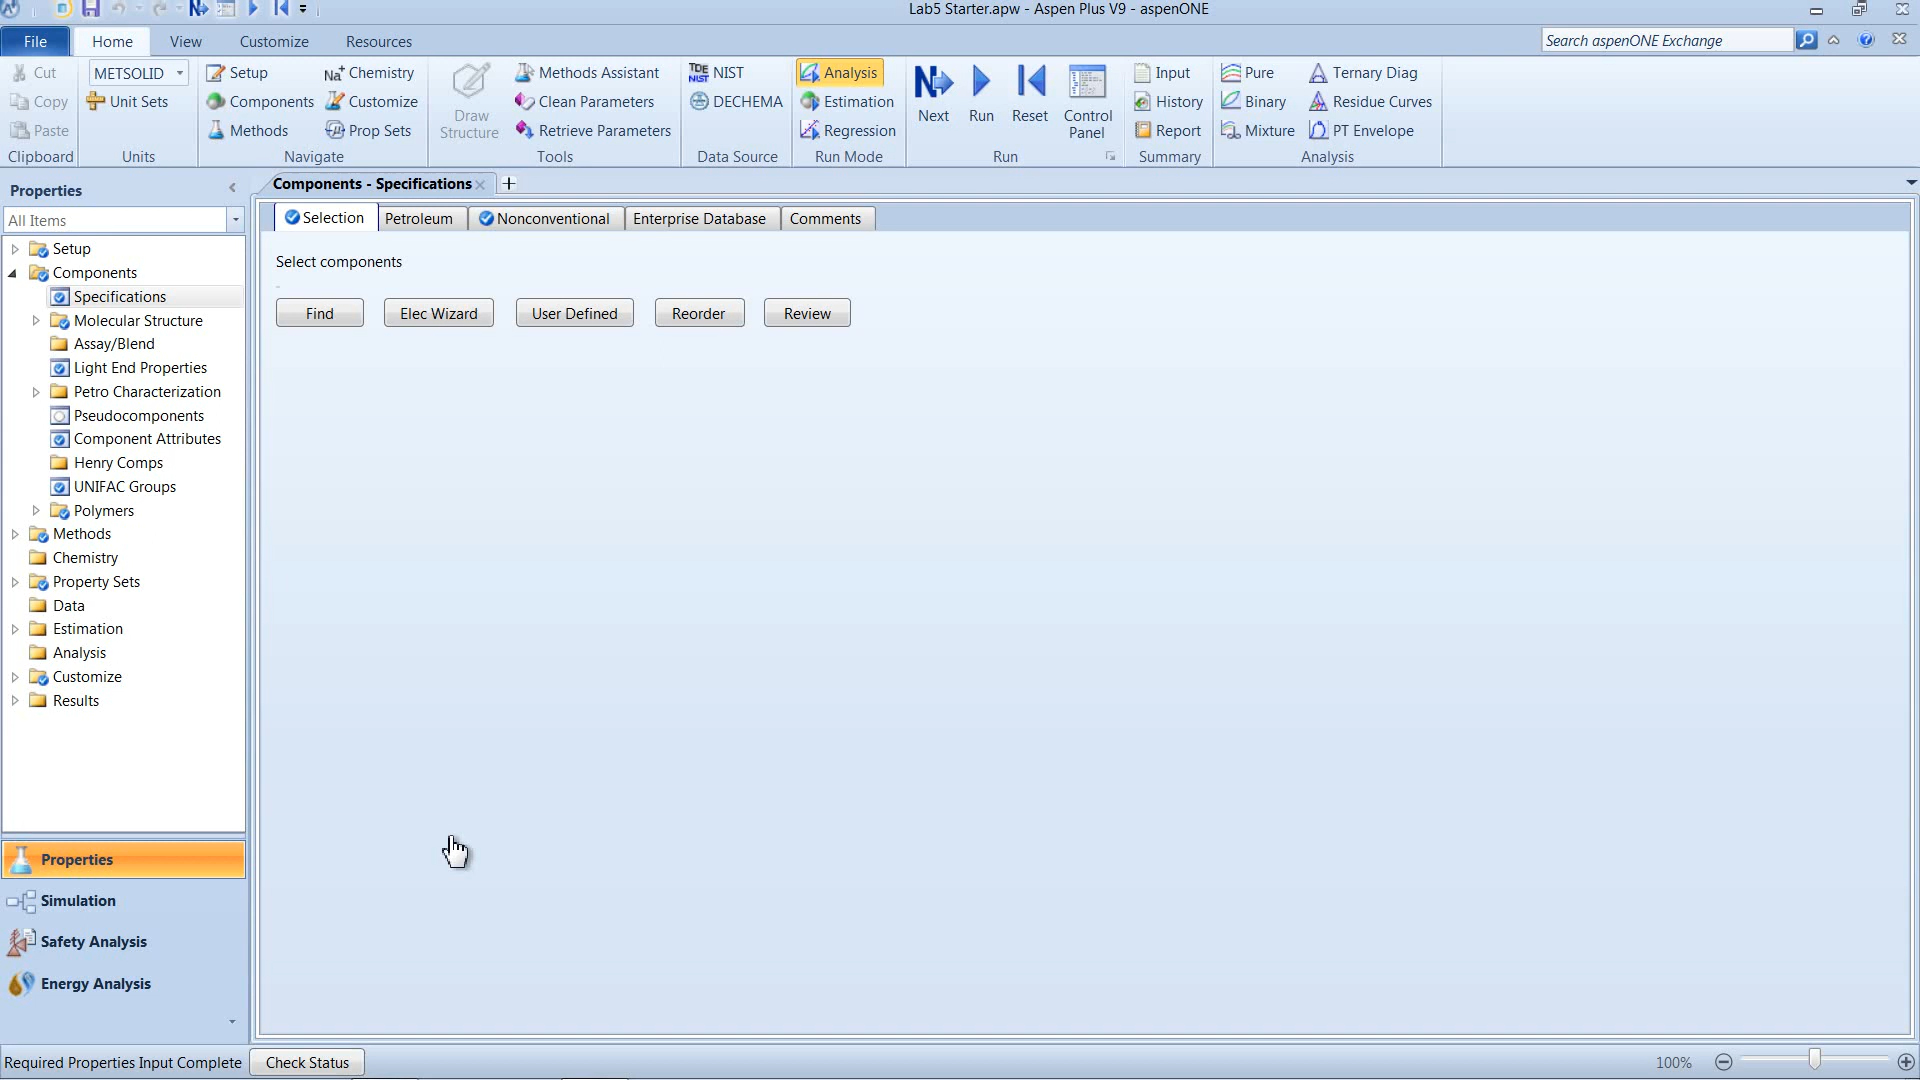 Lab5 Starter.apw - Aspen Plus V9 - aspenONE
File Home View Customize Resources Search aspenONE Exchange
Cut METSOLID Setup Na+ Chemistry Methods Assistant TDE NIST NIST Analysis Input Pure Ternary Diag
Copy Unit Sets Components Customize Clean Parameters DECHEMA Estimation History Binary Residue Curves
Draw Structure Next Run Reset Control Panel
Paste Methods Prop Sets Retrieve Parameters Regression Report Mixture PT Envelope
Clipboard Units Navigate Tools Data Source Run Mode Run Summary Analysis
Properties
All Items
Setup
Components
Specifications
Molecular Structure
Assay/Blend
Light End Properties
Petro Characterization
Pseudocomponents
Component Attributes
Henry Comps
UNIFAC Groups
Polymers
Methods
Chemistry
Property Sets
Data
Estimation
Analysis
Customize
Results
Properties
Simulation
Safety Analysis
Energy Analysis
Components - Specifications
Selection Petroleum Nonconventional Enterprise Database Comments
Select components
Find Elec Wizard User Defined Reorder Review
Required Properties Input Complete Check Status 100%